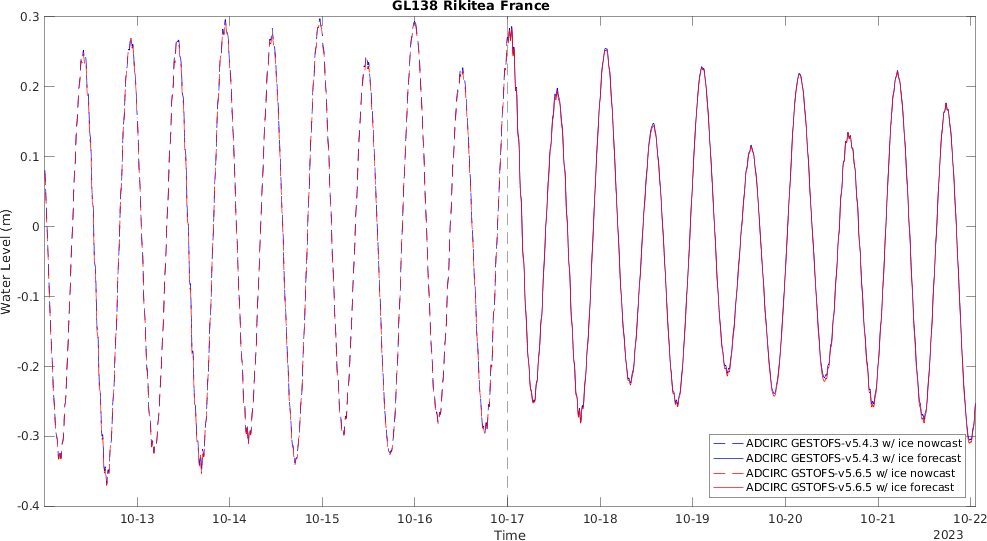 GL138 Rikitea France
0.3
0.2
0.1
0
-0.1
-0.2
-0.3
-0.4
Water Level (m)
10-13 10-14 10-15 10-16 10-17 10-18 10-19 10-20 10-21 10-22
Time
2023
ADCIRC GESTOFS-v5.4.3 w/ ice nowcast
ADCIRC GESTOFS-v5.4.3 w/ ice forecast
ADCIRC GSTOFS-v5.6.5 w/ ice nowcast
ADCIRC GSTOFS-v5.6.5 w/ ice forecast